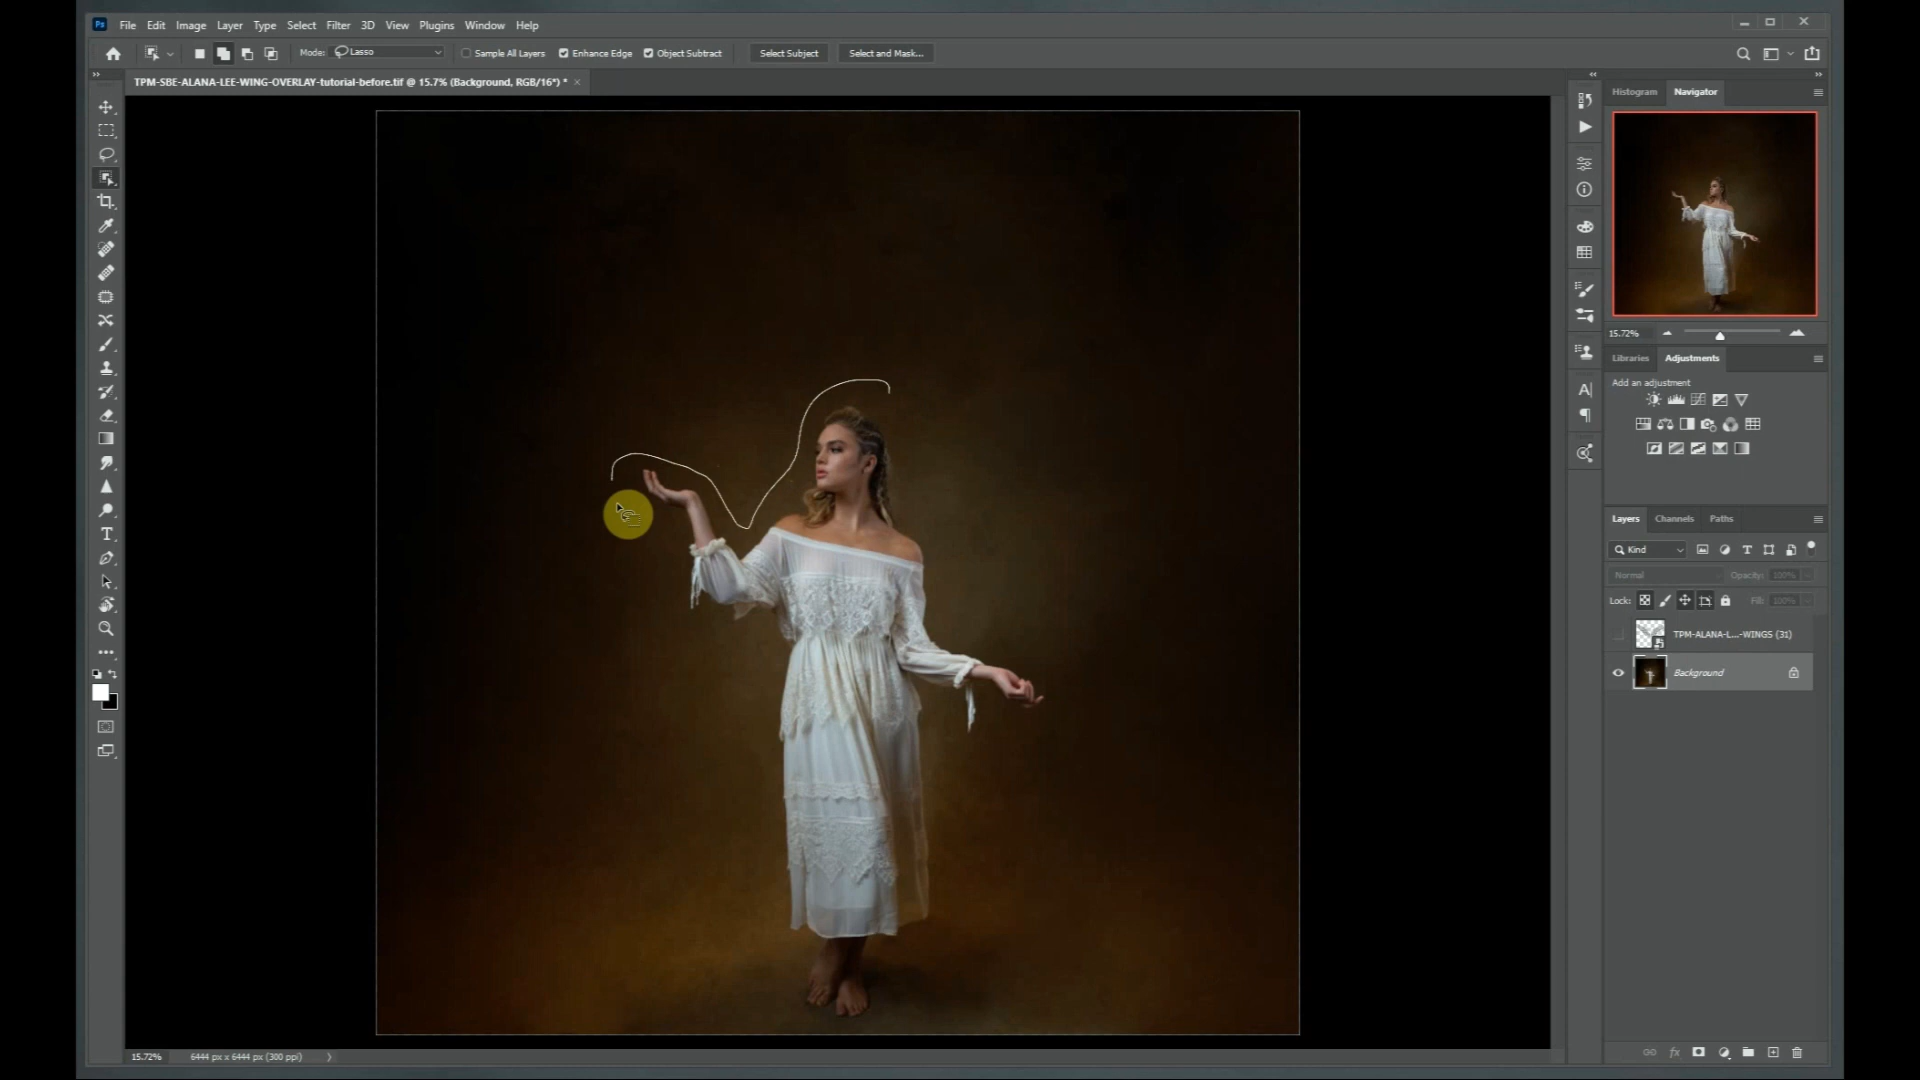 Ps File Edit Image Layer Type Select Filter 3D View Plugins Window Help
Mode: Lasso Sample All Layers Enhance Edge Object Subtract Select Subject Select and Mask...
TPM-SBE-ALANA-LEE-WING-OVERLAY-tutorial-before.tif @ 15.7% (Background, RGB/16*) *
Histogram Navigator
15.72%
Libraries Adjustments
Add an adjustment
Layers Channels Paths
Kind
Normal Opacity: 100%
Lock: Fill: 100%
TPM-ALANA-L...-WINGS (31)
Background
fx
15.72% 6444 px x 6444 px (300 ppi)